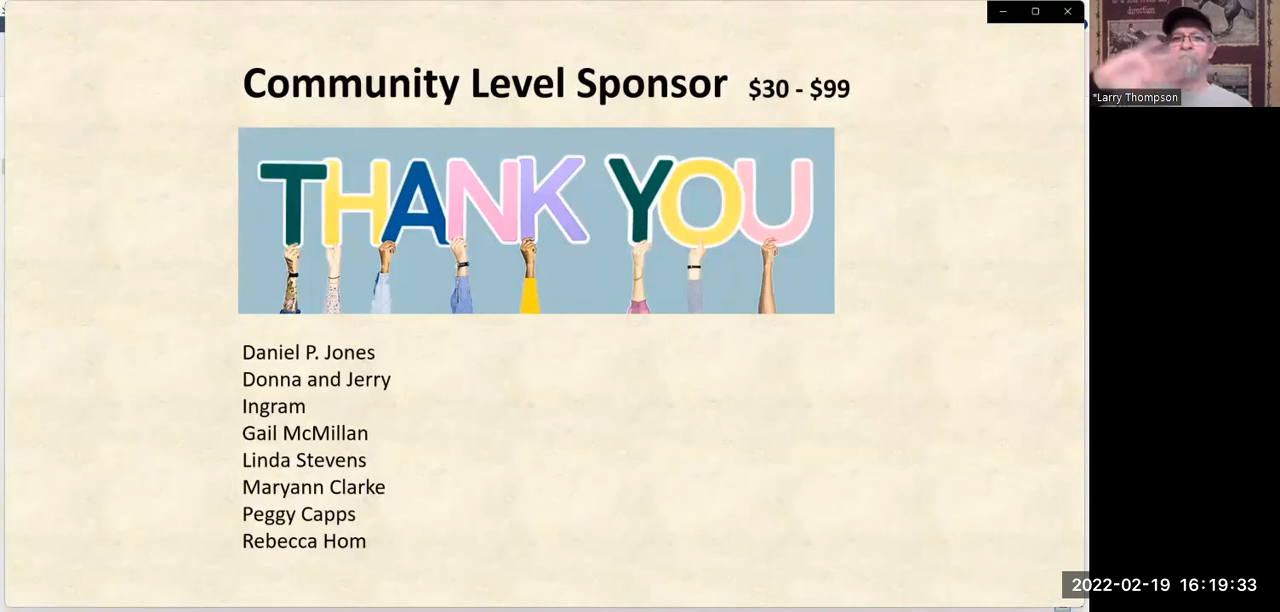 Community Level Sponsor $30 - $99
THANK YOU
Daniel P. Jones
Donna and Jerry
Ingram
Gail McMillan
Linda Stevens
Maryann Clarke
Peggy Capps
Rebecca Hom
direction
*Larry Thompson
2022-02-19 16:19:33